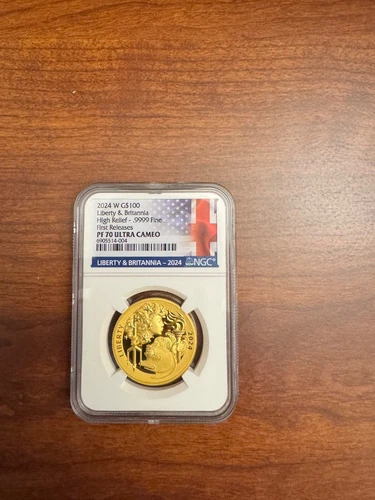 2024 W G$100
Liberty & Britannia
High Relief - .9999 Fine
First Releases
PF 70 ULTRA CAMEO
6905514-004
LIBERTY & BRITANNIA - 2024
NGC
LIBERTY
2024